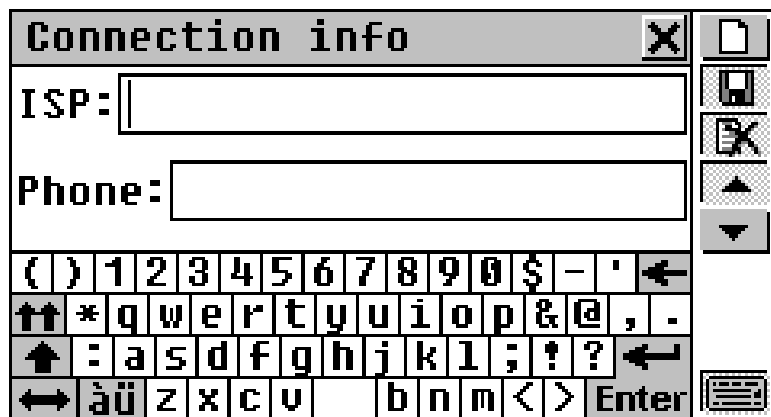 Connection info
ISP:
Phone:
( ) 1 2 3 4 5 6 7 8 9 0 $ - '
* q w e r t y u i o p & @ , .
: a s d f g h j k l ; ! ?
àü z x c v b n m < > Enter